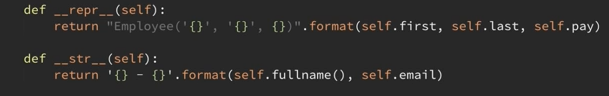 def __repr__(self):
    return "Employee('{}', '{}', {})".format(self.first, self.last, self.pay)
def __str__(self):
    return '{} - {}'.format(self.fullname(), self.email)